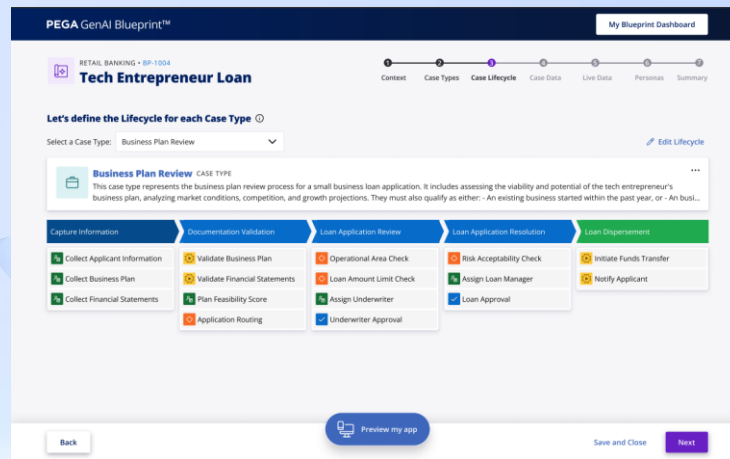 PEGA GenAI Blueprint™
My Blueprint Dashboard
RETAIL BANKING • BP-1004
Tech Entrepreneur Loan
1 2 3 4 5 6 7
Context Case Types Case Lifecycle Case Data Live Data Personas Summary
Let's define the Lifecycle for each Case Type
Select a Case Type: Business Plan Review
Edit Lifecycle
Business Plan Review CASE TYPE
This case type represents the business plan review process for a small business loan application. It includes assessing the viability and potential of the tech entrepreneur's
business plan, analyzing market conditions, competition, and growth projections. They must also qualify as either: - An existing business started within the past year, or - An busi...
Capture Information
Collect Applicant Information
Collect Business Plan
Collect Financial Statements
Documentation Validation
Validate Business Plan
Validate Financial Statements
Plan Feasibility Score
Application Routing
Loan Application Review
Operational Area Check
Loan Amount Limit Check
Assign Underwriter
Underwriter Approval
Loan Application Resolution
Risk Acceptability Check
Assign Loan Manager
Loan Approval
Loan Dispersement
Initiate Funds Transfer
Notify Applicant
Back
Preview my app
Save and Close
Next